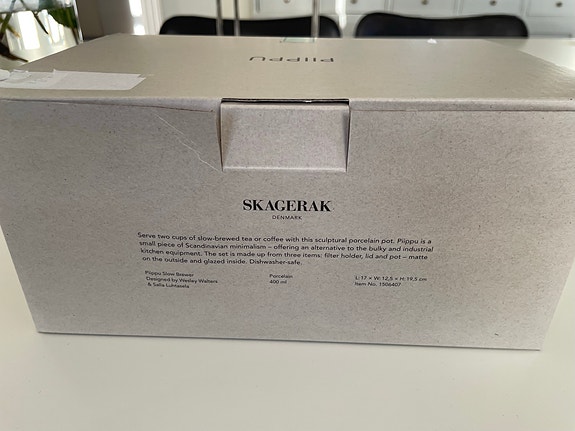 PIIPPU
SKAGERAK
DENMARK
Serve two cups of slow-brewed tea or coffee with this sculptural porcelain pot. Piippu is a
small piece of Scandinavian minimalism – offering an alternative to the bulky and industrial
kitchen equipment. The set is made up from three items: filter holder, lid and pot – matte
on the outside and glazed inside. Dishwasher-safe.
Piippu Slow Brewer
Designed by Wesley Walters
& Salla Luhtasela
Porcelain
400 ml
L: 17 × W: 12,5 × H: 19,5 cm
Item No. 1506407